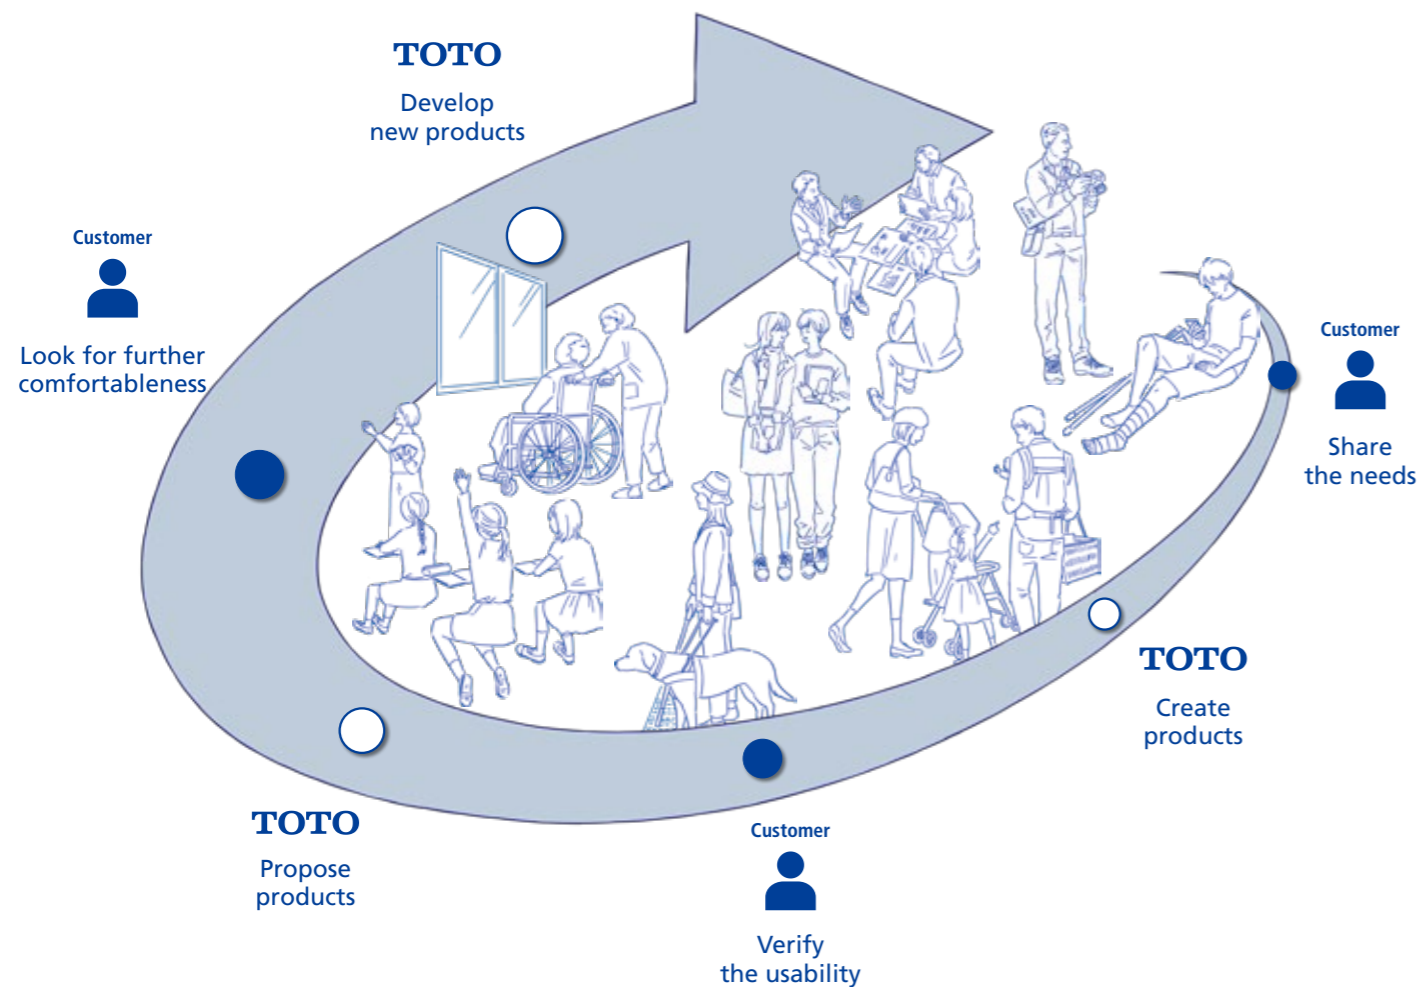 TOTO
Develop
new products
Customer
Look for further
comfortableness
Customer
Share
the needs
TOTO
Create
products
TOTO
Propose
products
Customer
Verify
the usability